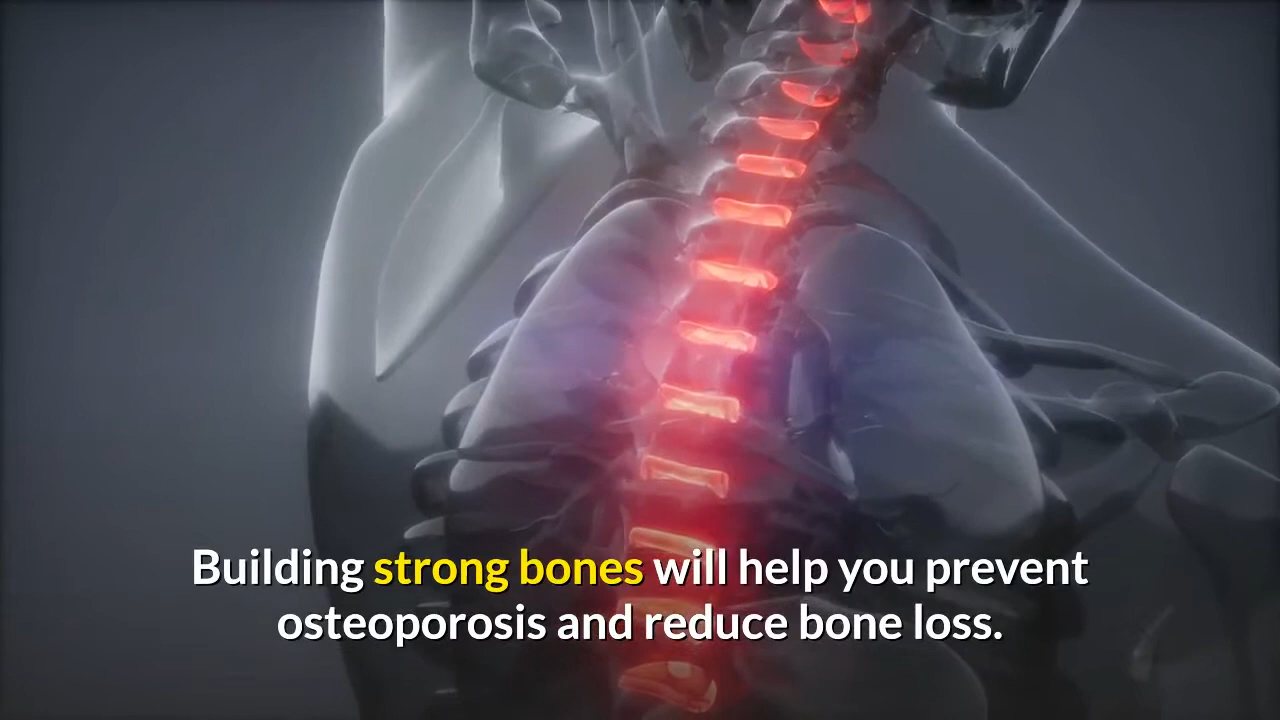 Building strong bones will help you prevent
osteoporosis and reduce bone loss.